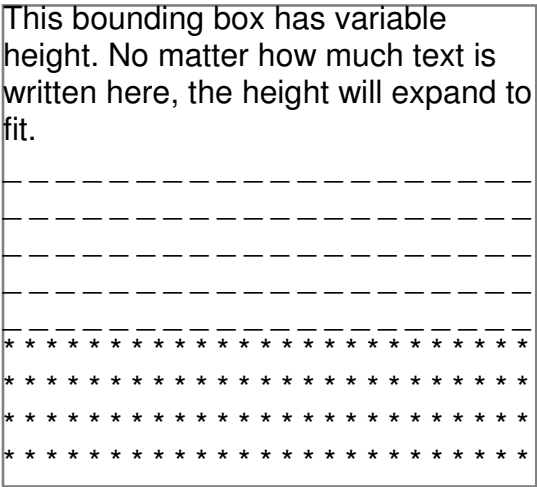 This bounding box has variable
height. No matter how much text is
written here, the height will expand to
fit.
_ _ _ _ _ _ _ _ _ _ _ _ _ _ _ _ _ _ _ _
_ _ _ _ _ _ _ _ _ _ _ _ _ _ _ _ _ _ _ _
_ _ _ _ _ _ _ _ _ _ _ _ _ _ _ _ _ _ _ _
_ _ _ _ _ _ _ _ _ _ _ _ _ _ _ _ _ _ _ _
_ _ _ _ _ _ _ _ _ _ _ _ _ _ _ _ _ _ _ _
* * * * * * * * * * * * * * * * * * * * * * * * *
* * * * * * * * * * * * * * * * * * * * * * * * *
* * * * * * * * * * * * * * * * * * * * * * * * *
* * * * * * * * * * * * * * * * * * * * * * * * *